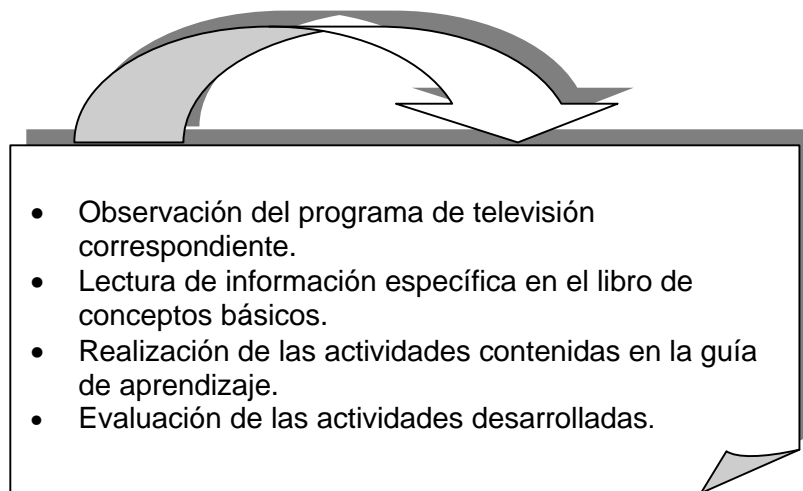 • Observación del programa de televisión
correspondiente.
• Lectura de información específica en el libro de
conceptos básicos.
• Realización de las actividades contenidas en la guía
de aprendizaje.
• Evaluación de las actividades desarrolladas.